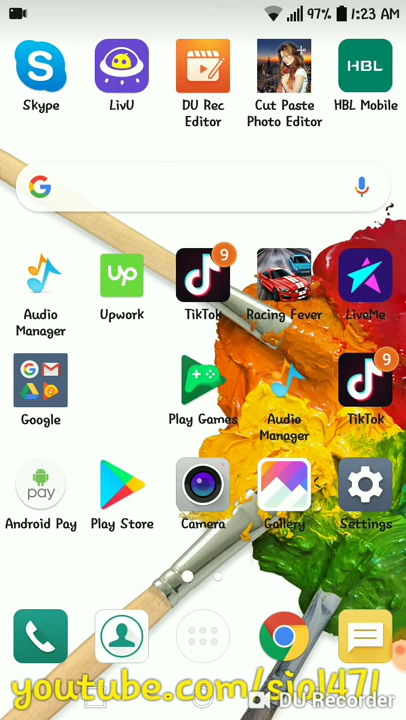 97% 1:23 AM
Skype
LivU
DU Rec
Editor
Cut Paste
Photo Editor
HBL
HBL Mobile
G
Audio
Manager
Up
Upwork
9
TikTok
Racing Fever
LiveMe
Google
Play Games
Audio
Manager
9
TikTok
pay
Android Pay
Play Store
Camera
Gallery
Settings
DU Recorder